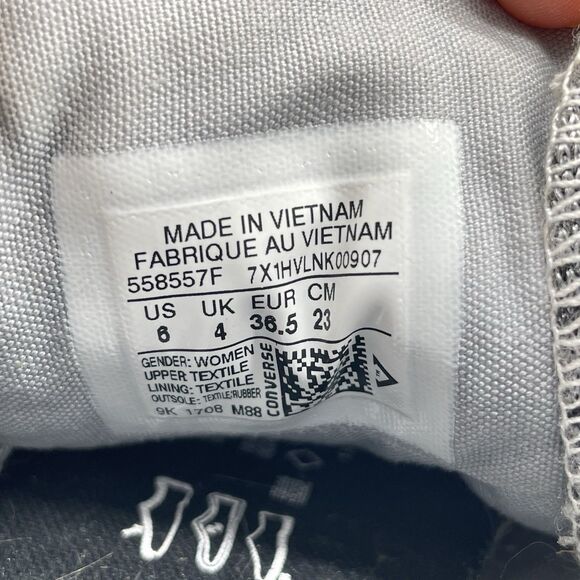 MADE IN VIETNAM
FABRIQUE AU VIETNAM
558557F 7X1HVLNK00907
US UK EUR CM
6 4 36.5 23
GENDER: WOMEN
UPPER TEXTILE
LINING: TEXTILE
OUTSOLE: TEXTILE/RUBBER
9K 1708 M88
CONVERSE